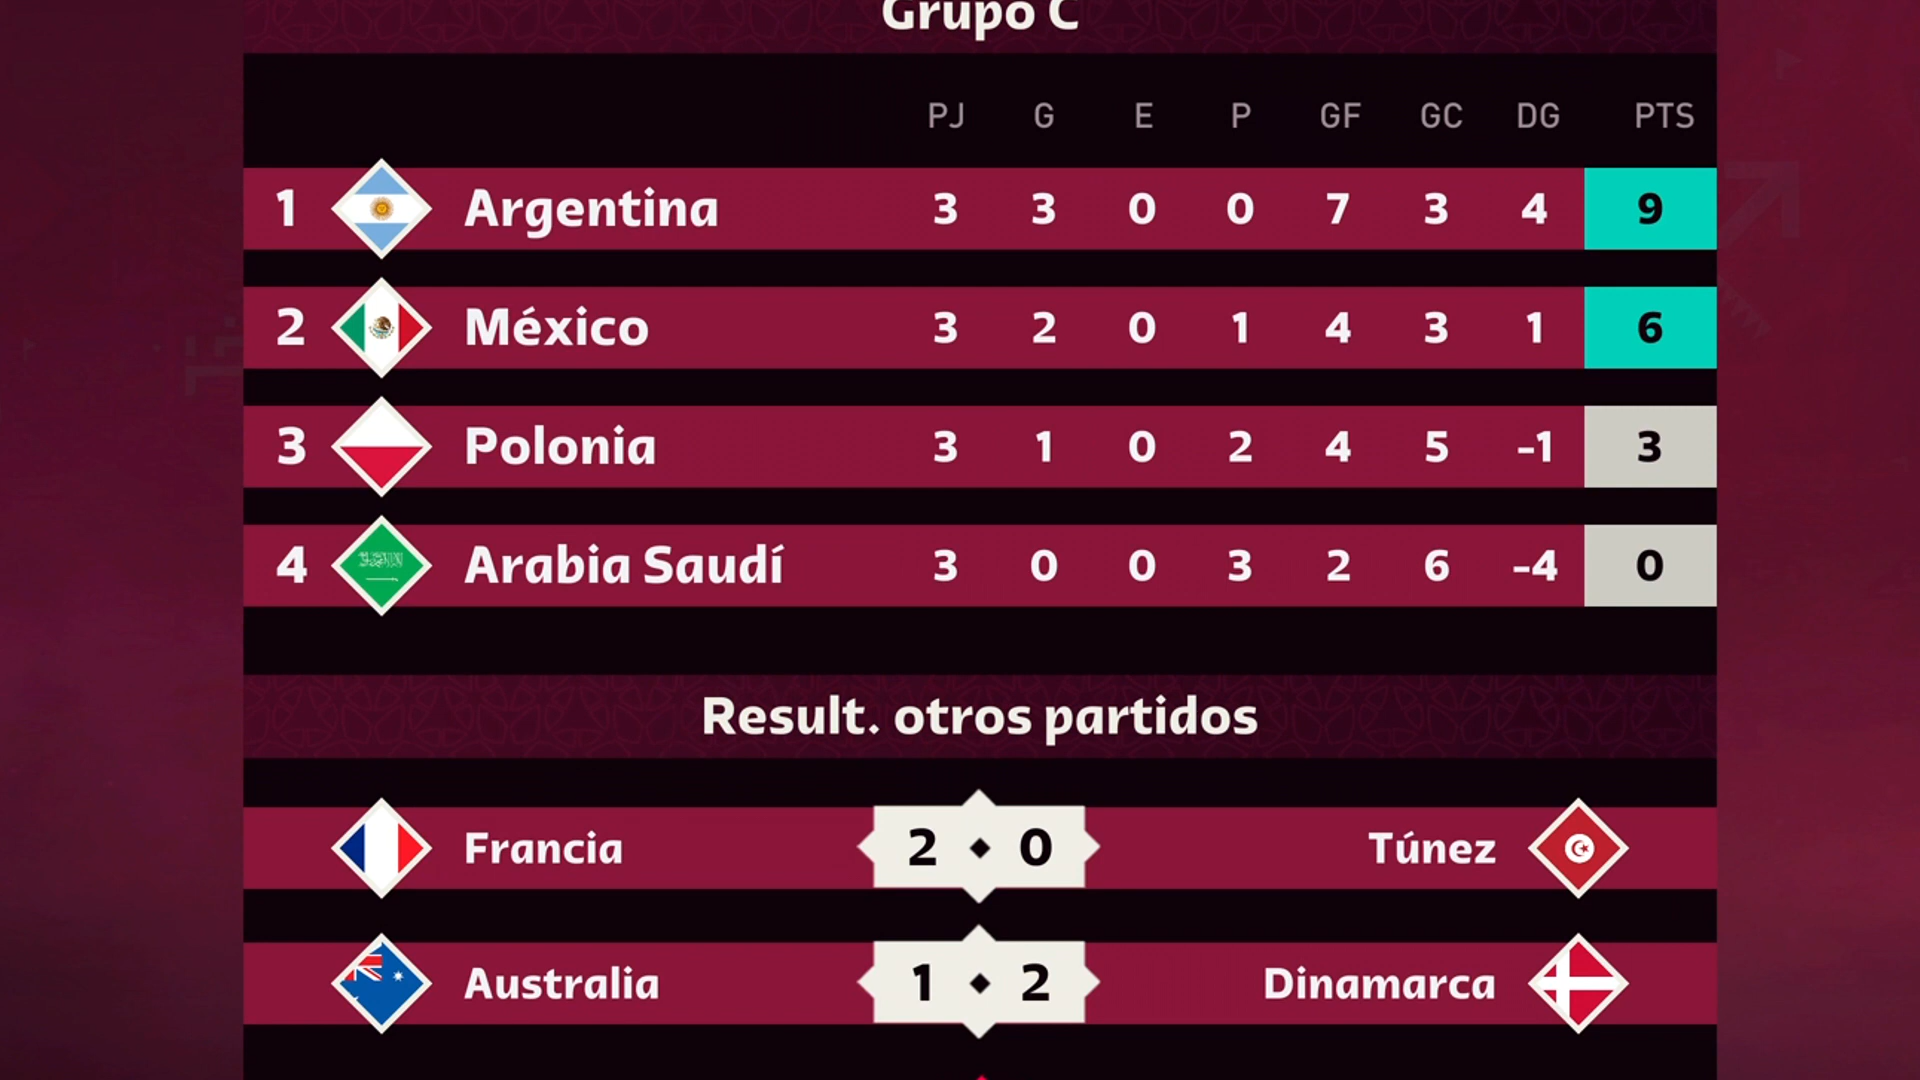 Grupo C
PJ G E P GF GC DG PTS
1 Argentina 3 3 0 0 7 3 4 9
2 México 3 2 0 1 4 3 1 6
3 Polonia 3 1 0 2 4 5 -1 3
4 Arabia Saudí 3 0 0 3 2 6 -4 0
Result. otros partidos
Francia 2 0 Túnez
Australia 1 2 Dinamarca